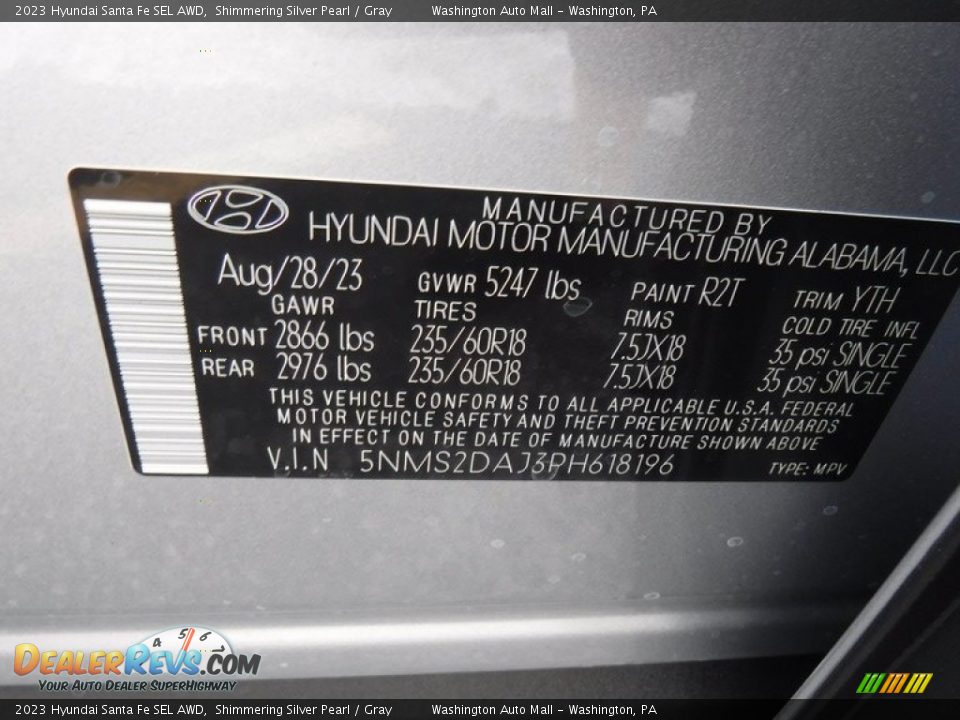 2023 Hyundai Santa Fe SEL AWD, Shimmering Silver Pearl / Gray Washington Auto Mall - Washington, PA
MANUFACTURED BY
HYUNDAI MOTOR MANUFACTURING ALABAMA, LLC
Aug/28/23 GVWR 5247 lbs PAINT R2T TRIM YTH
GAWR TIRES RIMS COLD TIRE INFL
FRONT 2866 lbs 235/60R18 7.5JX18 35 psi SINGLE
REAR 2976 lbs 235/60R18 7.5JX18 35 psi SINGLE
THIS VEHICLE CONFORMS TO ALL APPLICABLE U.S.A. FEDERAL
MOTOR VEHICLE SAFETY AND THEFT PREVENTION STANDARDS
IN EFFECT ON THE DATE OF MANUFACTURE SHOWN ABOVE
V.I.N 5NMS2DAJ3PH618196 TYPE: MPV
4 5 6
DEALERREVS.COM
YOUR AUTO DEALER SUPERHIGHWAY
2023 Hyundai Santa Fe SEL AWD, Shimmering Silver Pearl / Gray Washington Auto Mall - Washington, PA